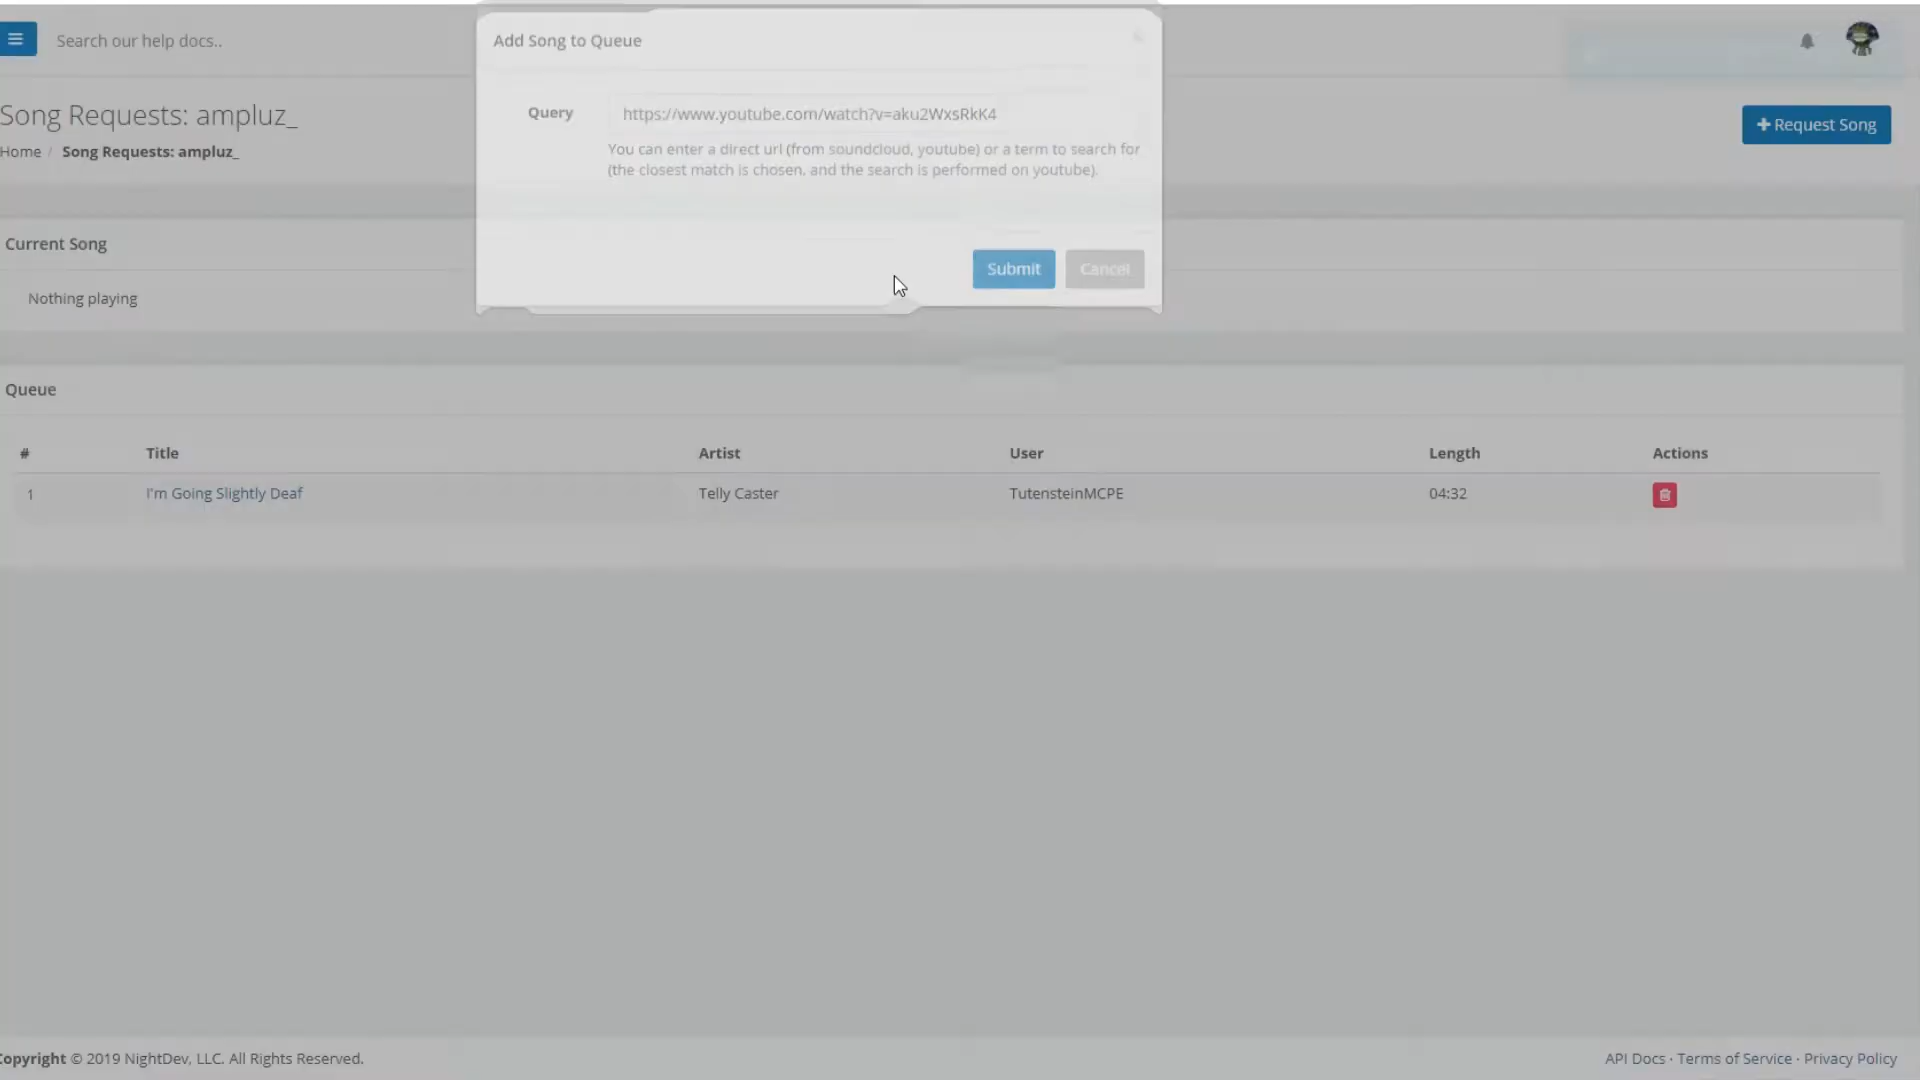 Search our help docs..
Add Song to Queue
Query
https://www.youtube.com/watch?v=aku2WxsRkK4
You can enter a direct url (from soundcloud, youtube) or a term to search for
(the closest match is chosen, and the search is performed on youtube).
Submit
Cancel
Song Requests: ampluz_
Home / Song Requests: ampluz_
+ Request Song
Current Song
Nothing playing
Queue
# Title Artist User Length Actions
1 I'm Going Slightly Deaf Telly Caster TutensteinMCPE 04:32
Copyright © 2019 NightDev, LLC. All Rights Reserved.
API Docs · Terms of Service · Privacy Policy